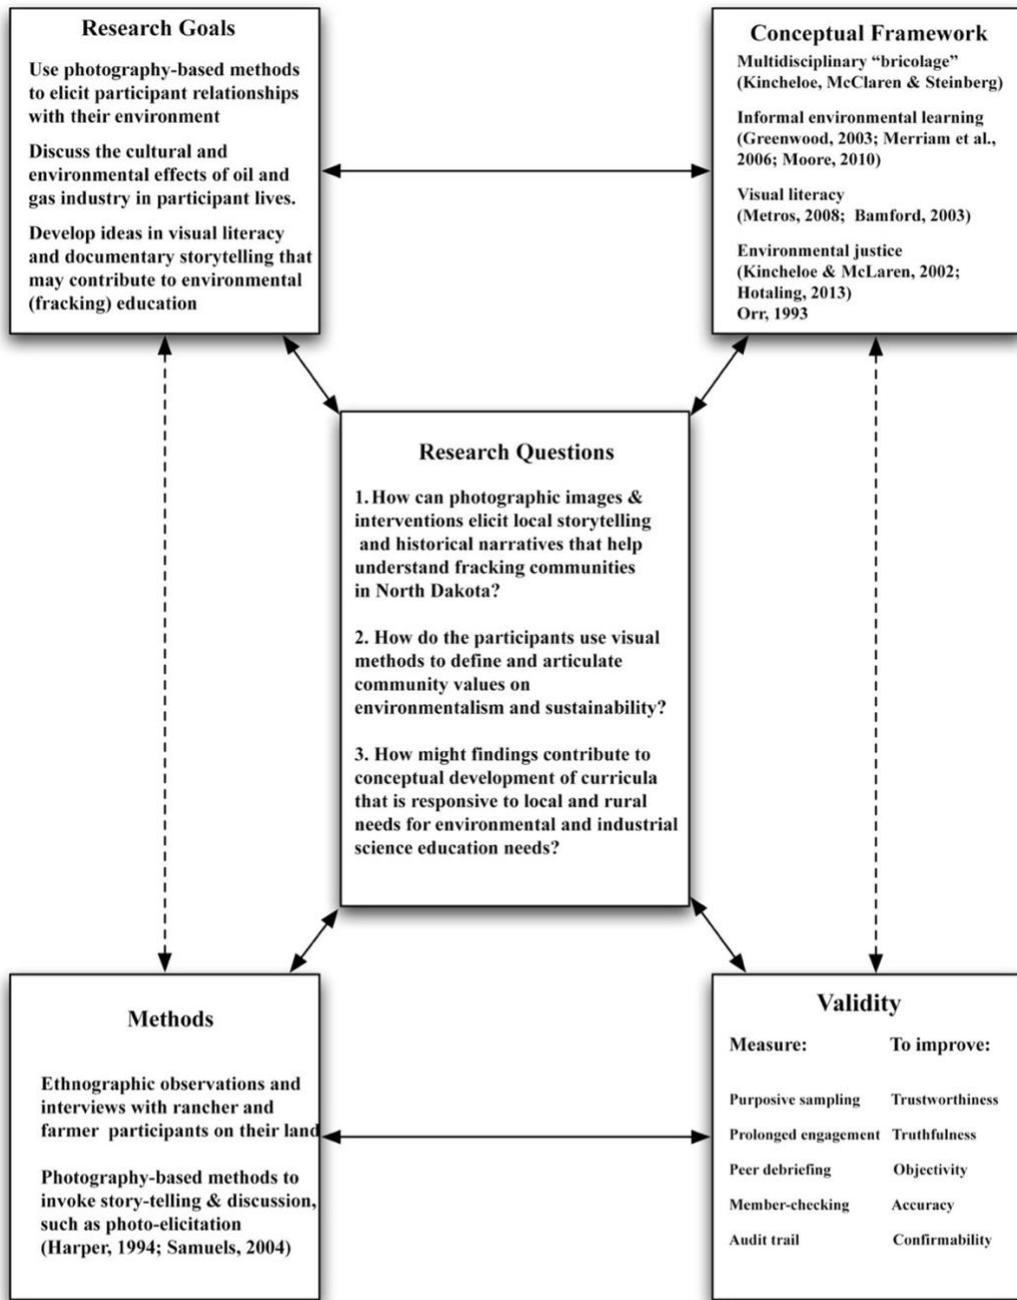 Research Goals
Use photography-based methods
to elicit participant relationships
with their environment
Discuss the cultural and
environmental effects of oil and
gas industry in participant lives.
Develop ideas in visual literacy
and documentary storytelling that
may contribute to environmental
(fracking) education
Conceptual Framework
Multidisciplinary “bricolage”
(Kincheloe, McClaren & Steinberg)
Informal environmental learning
(Greenwood, 2003; Merriam et al.,
2006; Moore, 2010)
Visual literacy
(Metros, 2008; Bamford, 2003)
Environmental justice
(Kincheloe & McLaren, 2002;
Hotaling, 2013)
Orr, 1993
Research Questions
1. How can photographic images &
interventions elicit local storytelling
and historical narratives that help
understand fracking communities
in North Dakota?
2. How do the participants use visual
methods to define and articulate
community values on
environmentalism and sustainability?
3. How might findings contribute to
conceptual development of curricula
that is responsive to local and rural
needs for environmental and industrial
science education needs?
Methods
Ethnographic observations and
interviews with rancher and
farmer participants on their land
Photography-based methods to
invoke story-telling & discussion,
such as photo-elicitation
(Harper, 1994; Samuels, 2004)
Validity
Measure: To improve:
Purposive sampling Trustworthiness
Prolonged engagement Truthfulness
Peer debriefing Objectivity
Member-checking Accuracy
Audit trail Confirmability